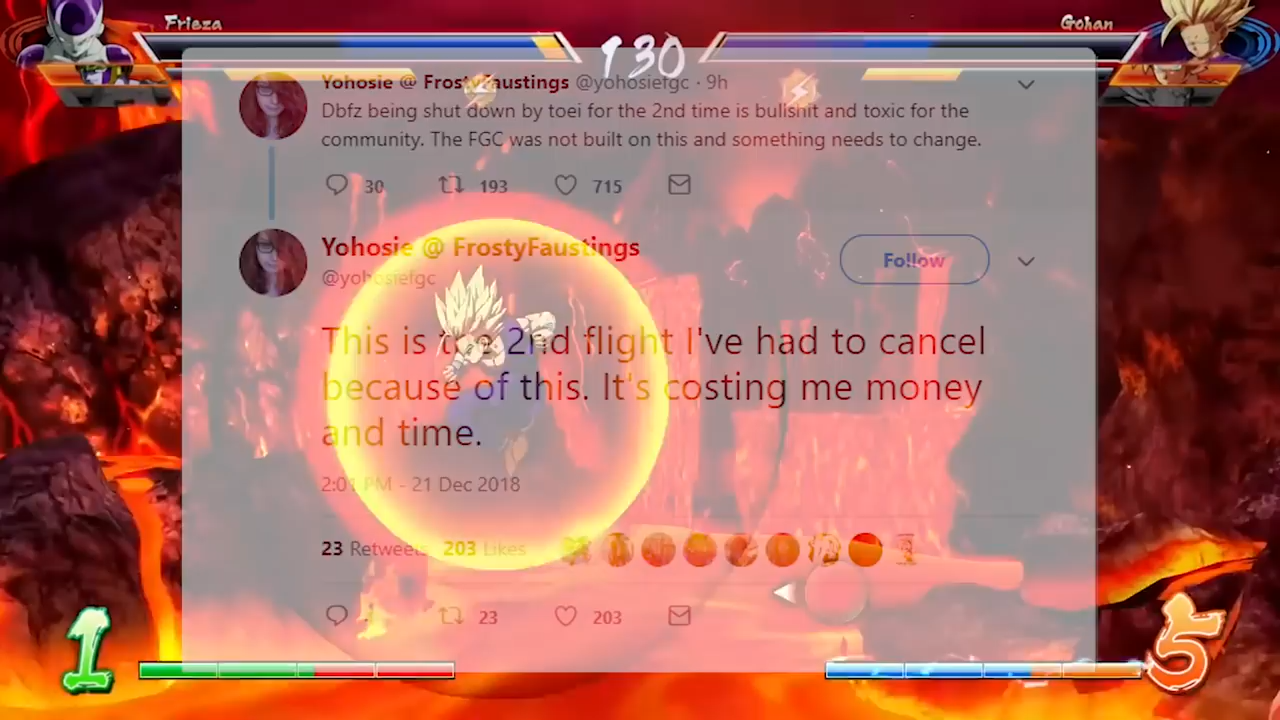 Frieza
Gohan
130
Yohosie @ FrostyFaustings @yohosiefgc · 9h
Dbfz being shut down by toei for the 2nd time is bullshit and toxic for the
community. The FGC was not built on this and something needs to change.
30 193 715
Yohosie @ FrostyFaustings
@yohosiefgc
Follow
This is the 2nd flight I've had to cancel
because of this. It's costing me money
and time.
2:01 PM - 21 Dec 2018
23 Retweets 203 Likes
23 203
1
5